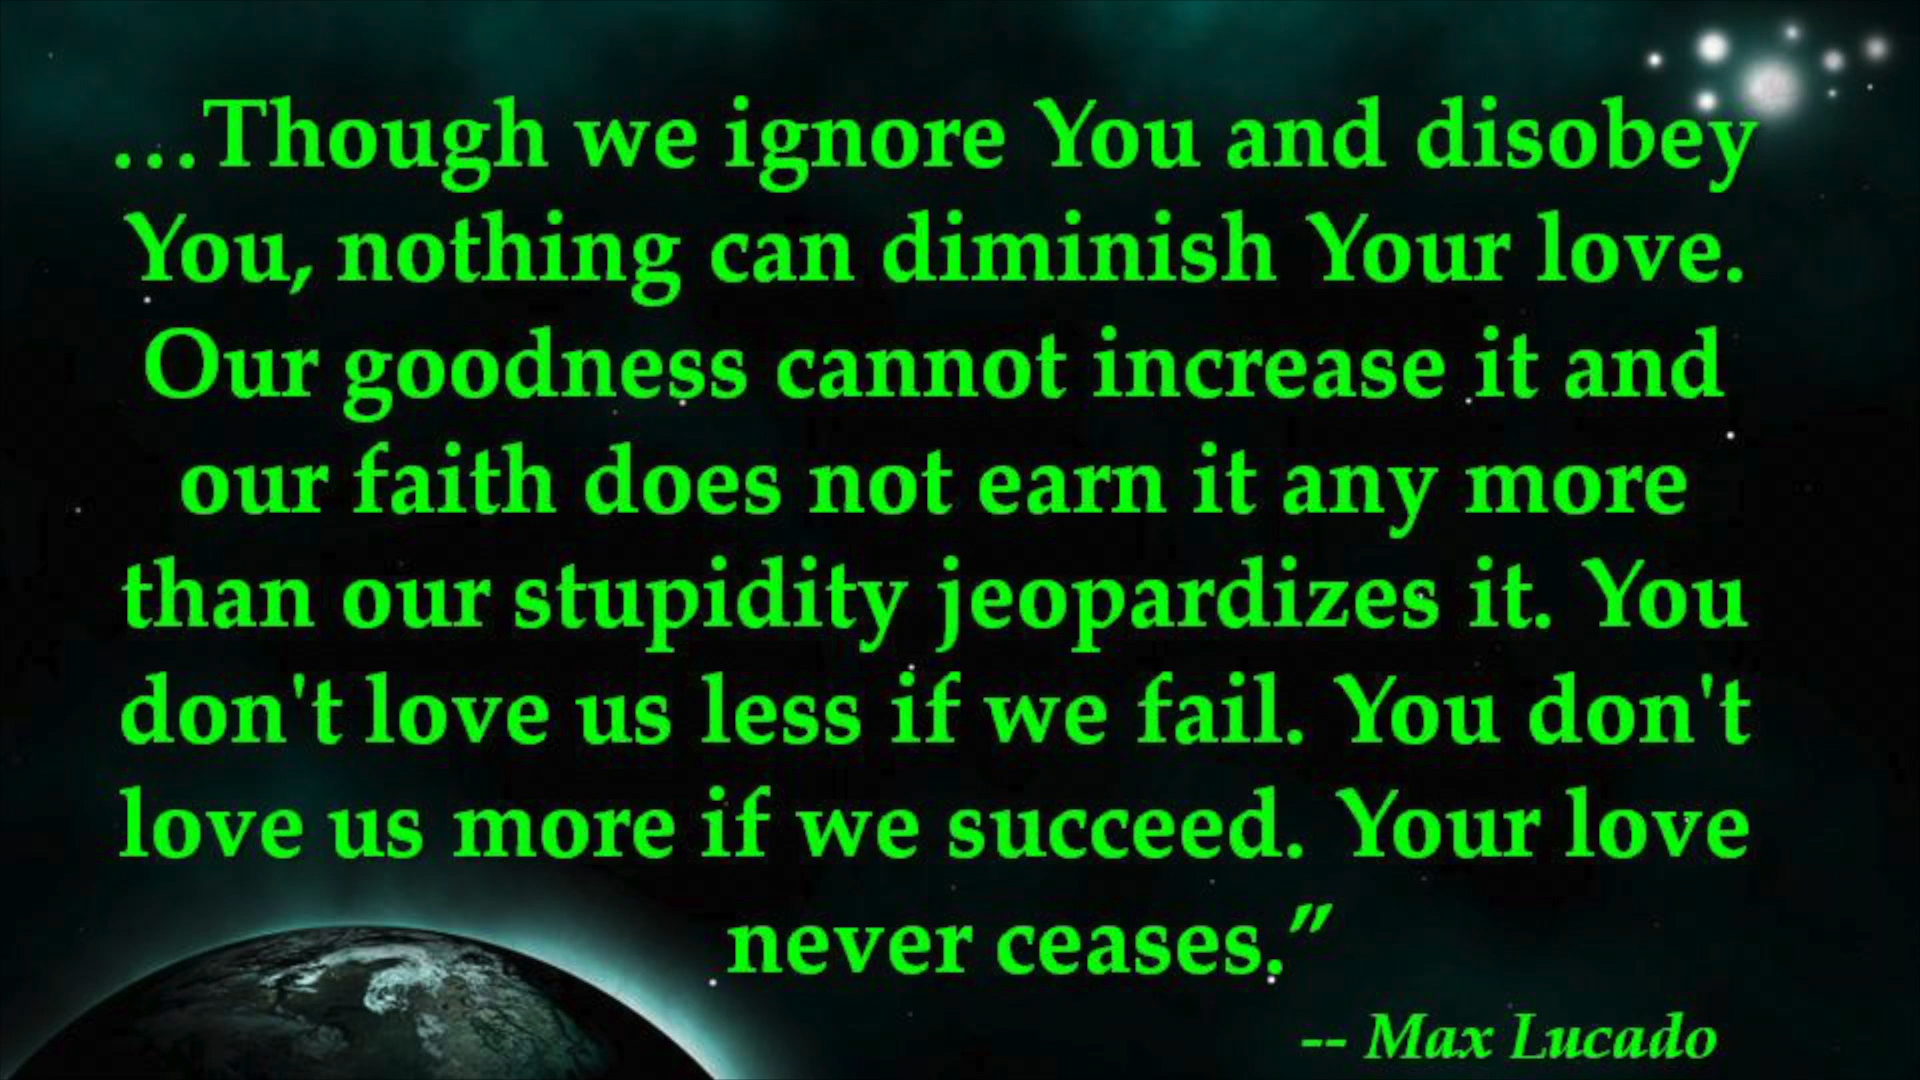 …Though we ignore You and disobey
You, nothing can diminish Your love.
Our goodness cannot increase it and
our faith does not earn it any more
than our stupidity jeopardizes it. You
don't love us less if we fail. You don't
love us more if we succeed. Your love
never ceases.”
-- Max Lucado